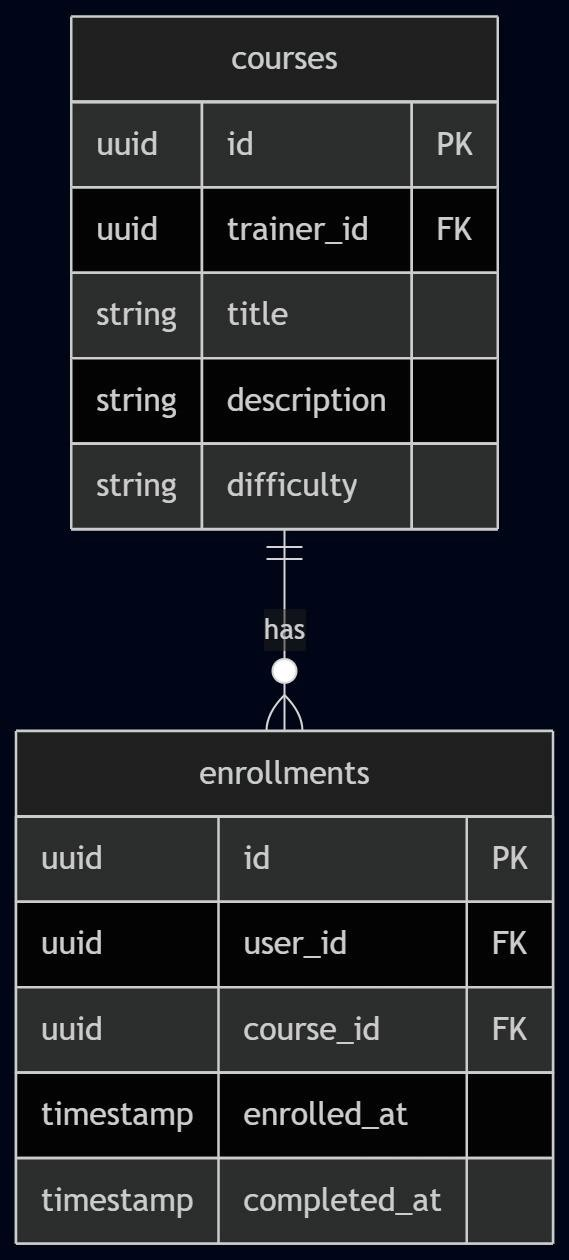 courses
uuid id PK
uuid trainer_id FK
string title
string description
string difficulty
has
enrollments
uuid id PK
uuid user_id FK
uuid course_id FK
timestamp enrolled_at
timestamp completed_at